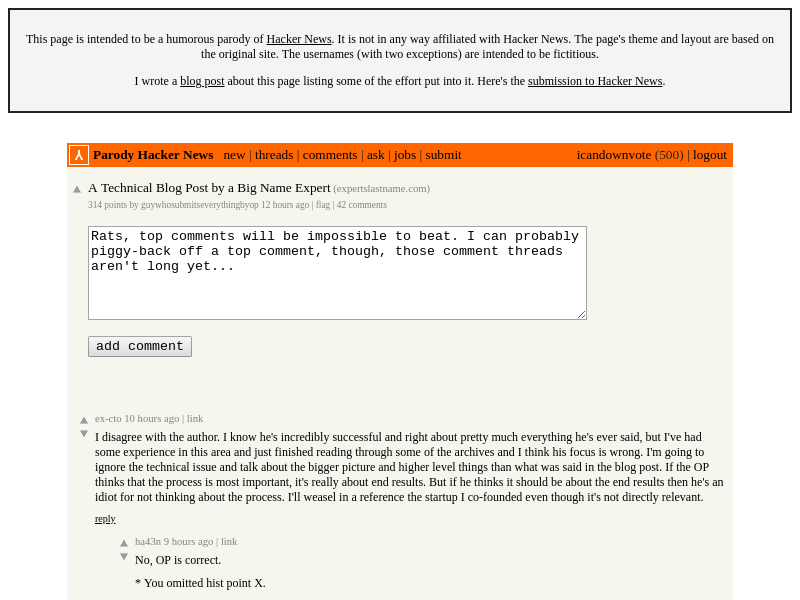 This page is intended to be a humorous parody of Hacker News. It is not in any way affiliated with Hacker News. The page's theme and layout are based on
the original site. The usernames (with two exceptions) are intended to be fictitious.
I wrote a blog post about this page listing some of the effort put into it. Here's the submission to Hacker News.
Parody Hacker News new | threads | comments | ask | jobs | submit icandownvote (500) | logout
A Technical Blog Post by a Big Name Expert (expertslastname.com)
314 points by guywhosubmitseverythingbyop 12 hours ago | flag | 42 comments
Rats, top comments will be impossible to beat. I can probably
piggy-back off a top comment, though, those comment threads
aren't long yet...
add comment
ex-cto 10 hours ago | link
I disagree with the author. I know he's incredibly successful and right about pretty much everything he's ever said, but I've had
some experience in this area and just finished reading through some of the archives and I think his focus is wrong. I'm going to
ignore the technical issue and talk about the bigger picture and higher level things than what was said in the blog post. If the OP
thinks that the process is most important, it's really about end results. But if he thinks it should be about the end results then he's an
idiot for not thinking about the process. I'll weasel in a reference the startup I co-founded even though it's not directly relevant.
reply
ha43n 9 hours ago | link
No, OP is correct.
* You omitted hist point X.